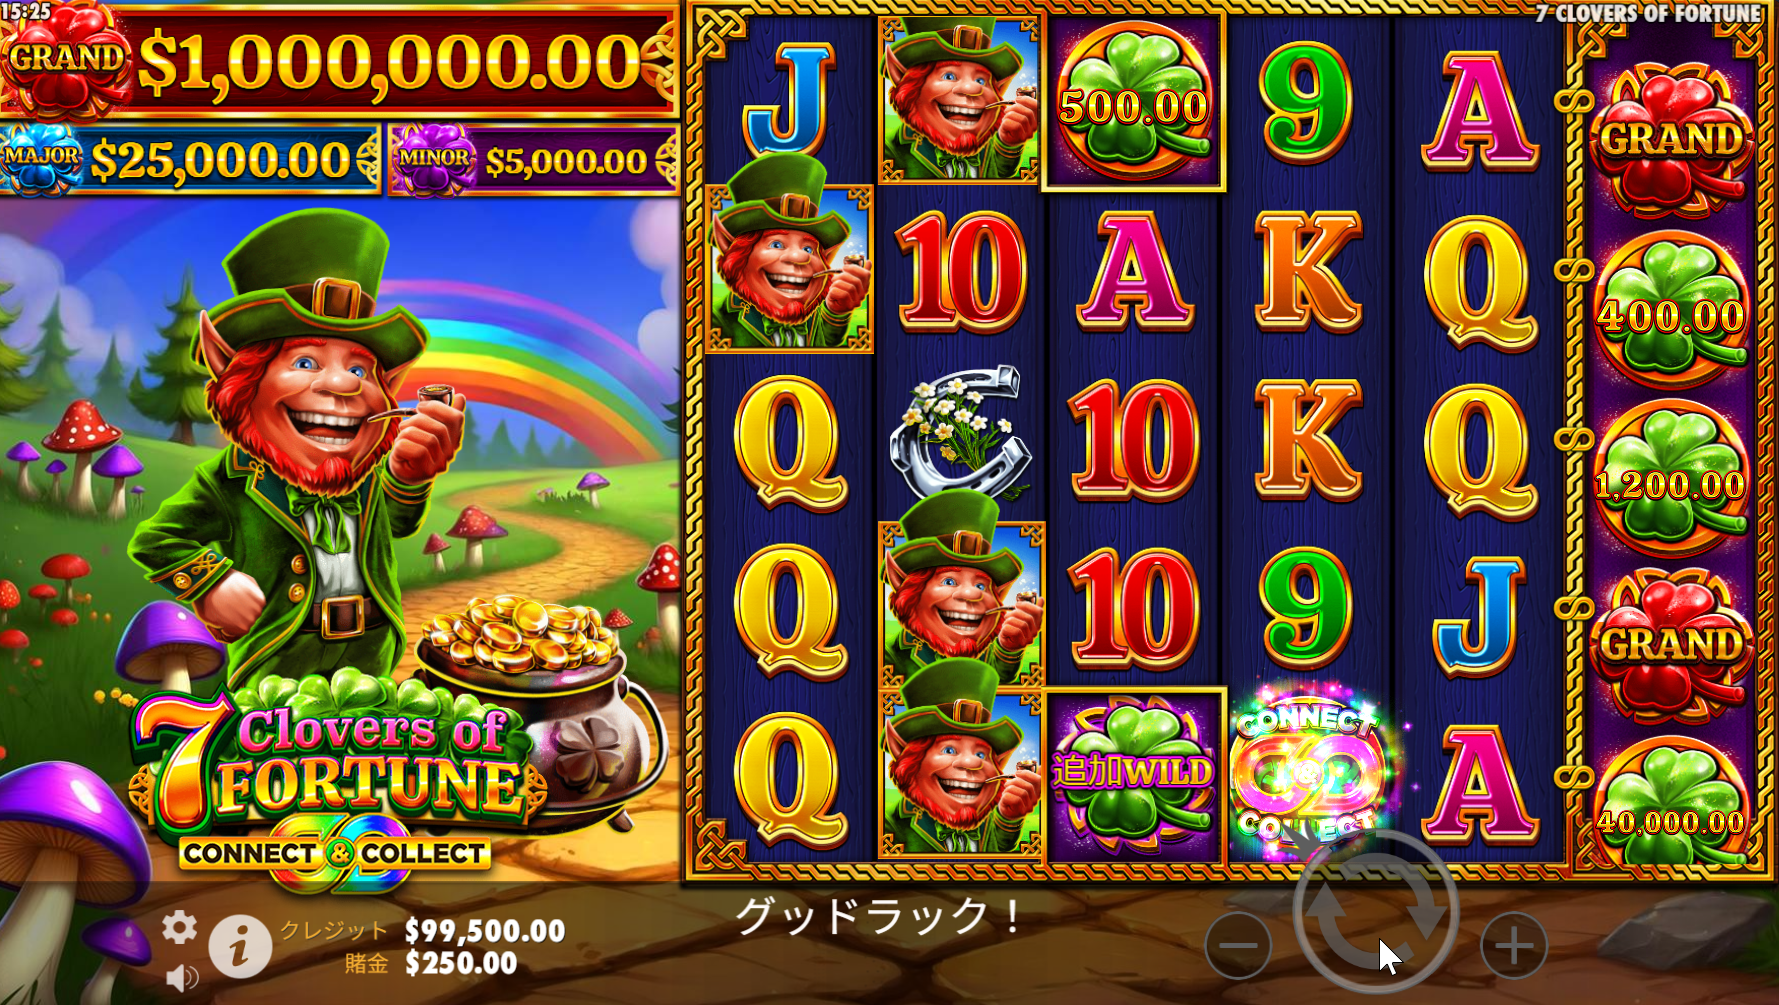 15:25
7 CLOVERS OF FORTUNE
GRAND $1,000,000.00
MAJOR $25,000.00
MINOR $5,000.00
J 500.00 9 A GRAND
10 A K Q 400.00
Q 10 K Q 1,200.00
Q 10 9 J GRAND
Q 追加WILD CONNECT & COLLECT A 40,000.00
7 Clovers of
FORTUNE
CONNECT & COLLECT
グッドラック！
クレジット $99,500.00
賭金 $250.00